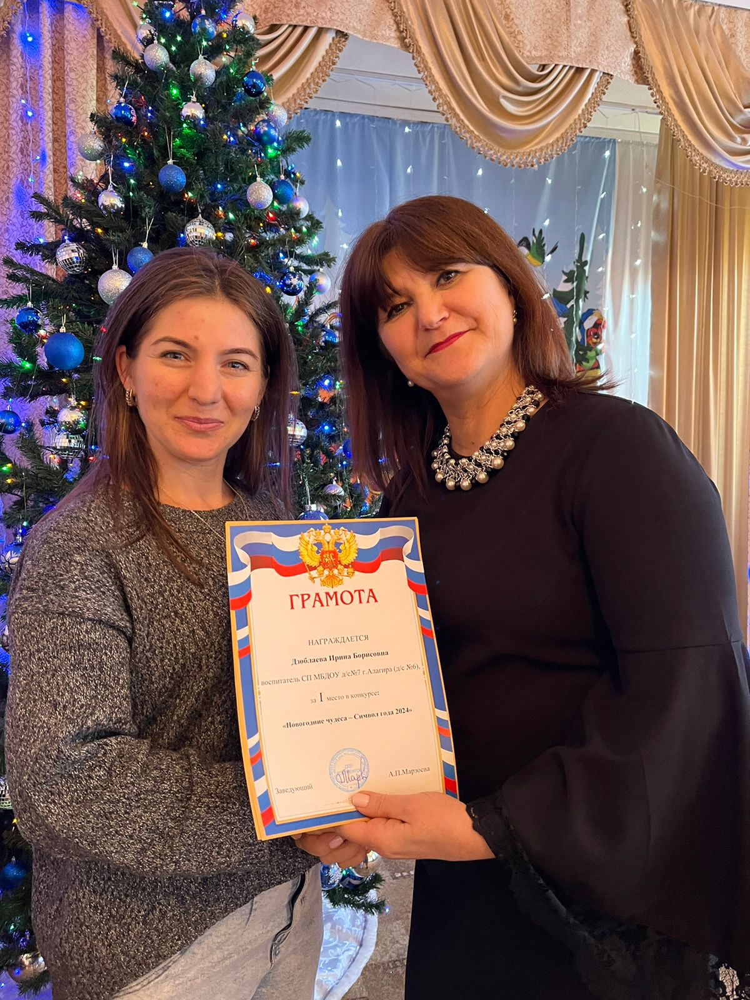 ГРАМОТА
НАГРАЖДАЕТСЯ
Дзоблаева Ирина Борисовна
воспитатель СП МБДОУ д/с№7 г.Алагира (д/с №6),
за I место в конкурсе:
«Новогодние чудеса – Символ года 2024»
Заведующий
А.П.Марзоева